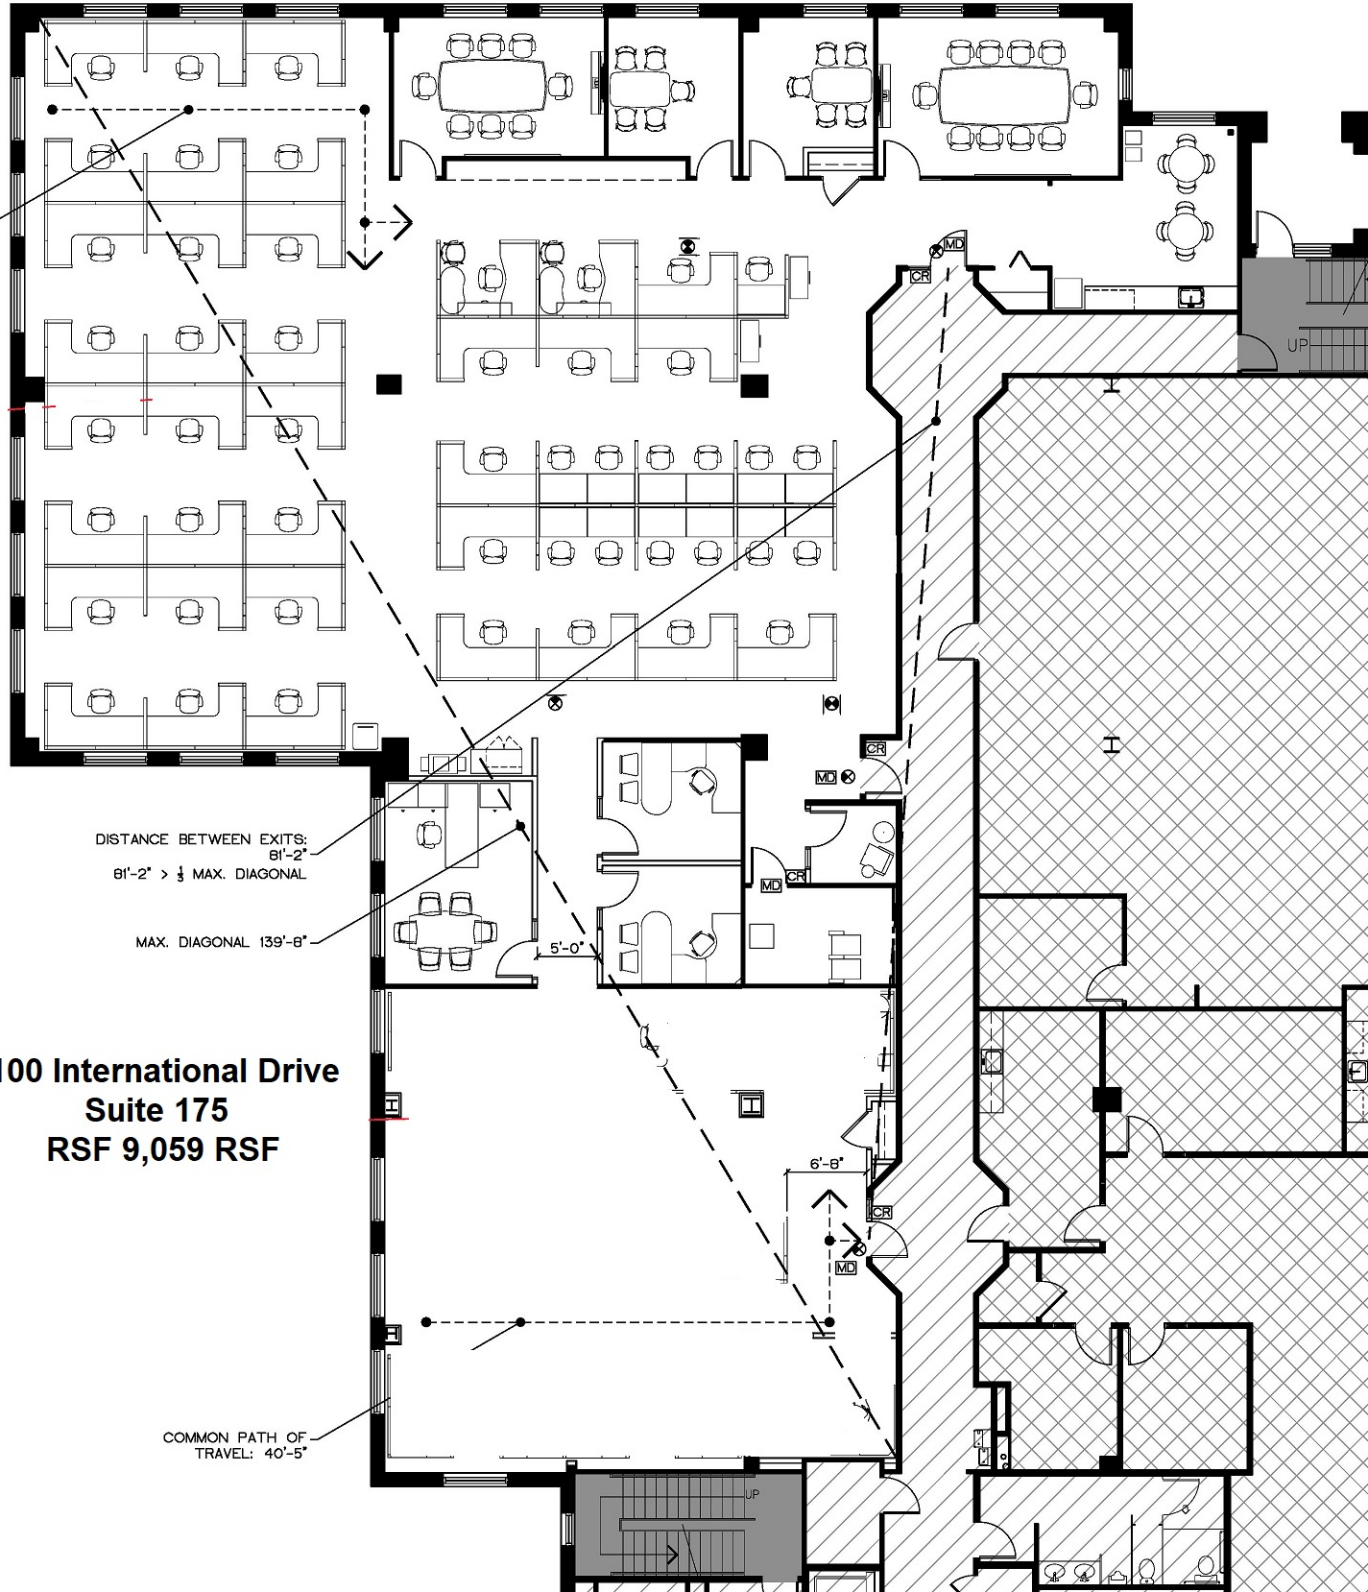 MD
CR
UP
CR
MD
DISTANCE BETWEEN EXITS:
81'-2"
81'-2" > 1/3 MAX. DIAGONAL
CR
MD
MAX. DIAGONAL 139'-8"
5'-0"
100 International Drive
Suite 175
RSF 9,059 RSF
6'-8"
CR
MD
COMMON PATH OF
TRAVEL: 40'-5"
UP